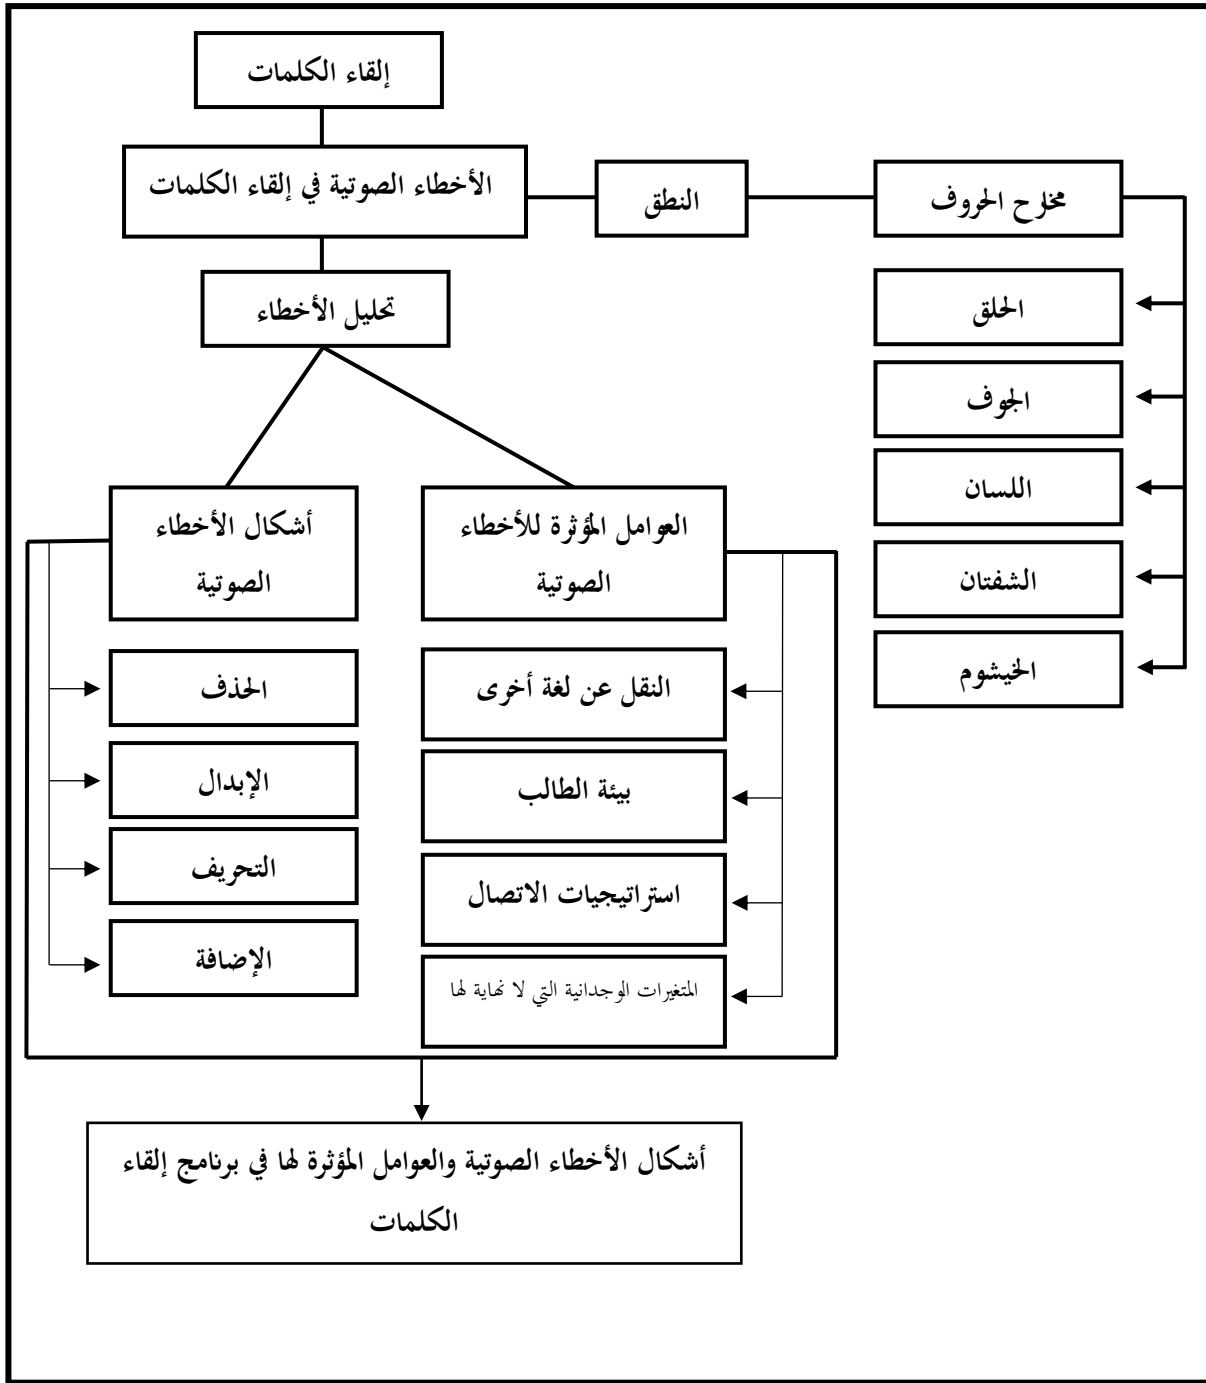 إلقاء الكلمات
الأخطاء الصوتية في إلقاء الكلمات
النطق
مخارح الحروف
تحليل الأخطاء
الحلق
الجوف
اللسان
الشفتان
الخيشوم
العوامل المؤثرة للأخطاء
الصوتية
النقل عن لغة أخرى
بيئة الطالب
استراتيجيات الاتصال
المتغيرات الوجدانية التي لا نهاية لها
أشكال الأخطاء
الصوتية
الحذف
الإبدال
التحريف
الإضافة
أشكال الأخطاء الصوتية والعوامل المؤثرة لها في برنامج إلقاء
الكلمات